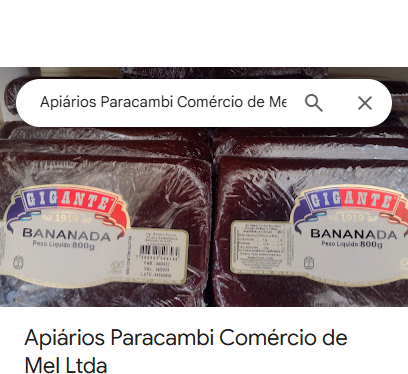 Apiários Paracambi Comércio de Me
GIGANTE
1919
BANANADA
Peso Líquido:800g
GIGANTE
1919
BANANADA
Peso Líquido:800g
Apiários Paracambi Comércio de
Mel Ltda